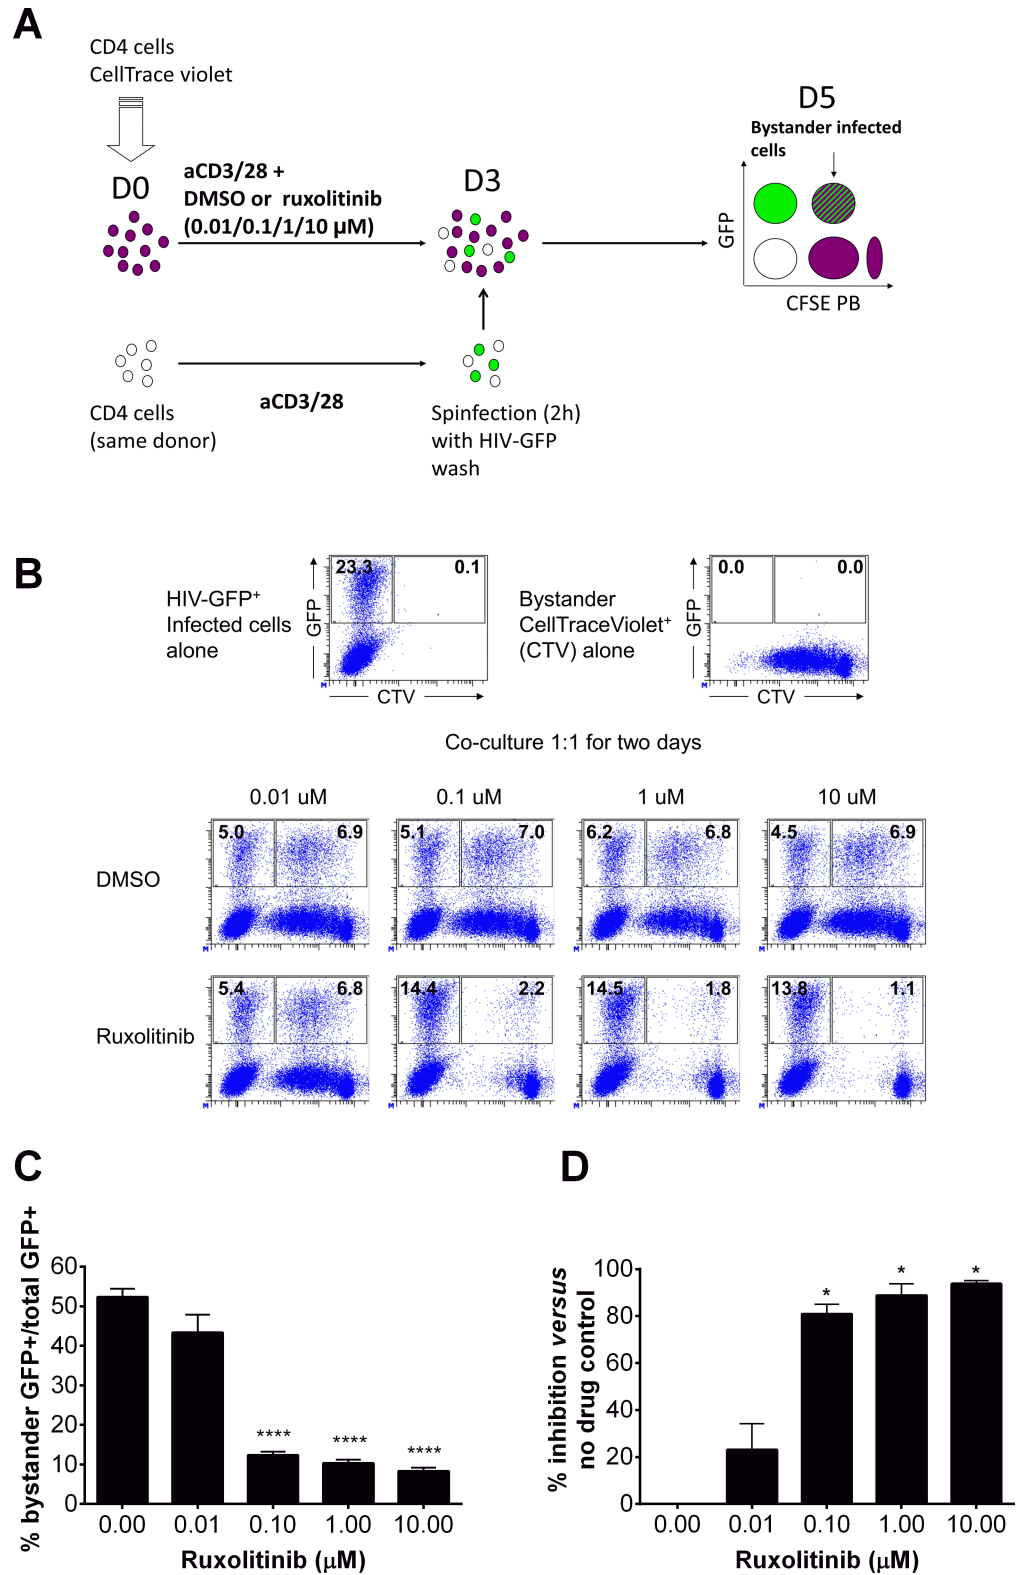 A
CD4 cells
CellTrace violet
D0
aCD3/28 +
DMSO or ruxolitinib
(0.01/0.1/1/10 µM)
D3
D5
Bystander infected
cells
GFP
CFSE PB
aCD3/28
CD4 cells
(same donor)
Spinfection (2h)
with HIV-GFP
wash
B
HIV-GFP+
Infected cells
alone
GFP
23.3
0.1
M
CTV
Bystander
CellTraceViolet+
(CTV) alone
GFP
0.0
0.0
M
CTV
Co-culture 1:1 for two days
0.01 uM
0.1 uM
1 uM
10 uM
DMSO
5.0
6.9
5.1
7.0
6.2
6.8
4.5
6.9
M
M
M
M
Ruxolitinib
5.4
6.8
14.4
2.2
14.5
1.8
13.8
1.1
M
M
M
M
C
% bystander GFP+/total GFP+
60
50
40
30
20
10
0
****
****
****
0.00
0.01
0.10
1.00
10.00
Ruxolitinib (µM)
D
% inhibition versus
no drug control
100
80
60
40
20
0
*
*
*
0.00
0.01
0.10
1.00
10.00
Ruxolitinib (µM)